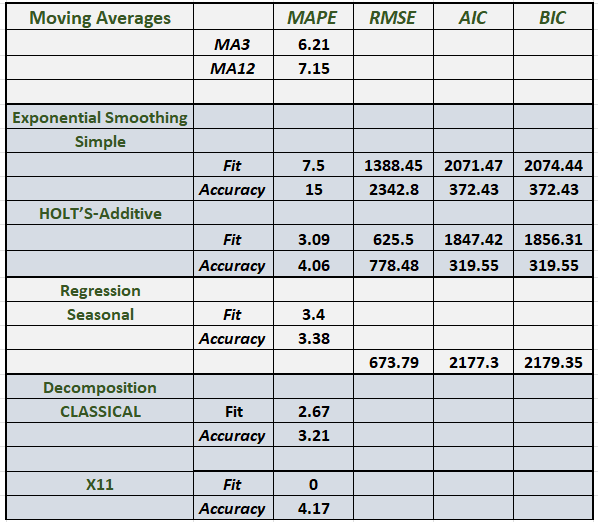 Moving Averages MAPE RMSE AIC BIC
MA3 6.21
MA12 7.15
Exponential Smoothing
Simple
Fit 7.5 1388.45 2071.47 2074.44
Accuracy 15 2342.8 372.43 372.43
HOLT’S-Additive
Fit 3.09 625.5 1847.42 1856.31
Accuracy 4.06 778.48 319.55 319.55
Regression
Seasonal Fit 3.4
Accuracy 3.38
673.79 2177.3 2179.35
Decomposition
CLASSICAL Fit 2.67
Accuracy 3.21
X11 Fit 0
Accuracy 4.17